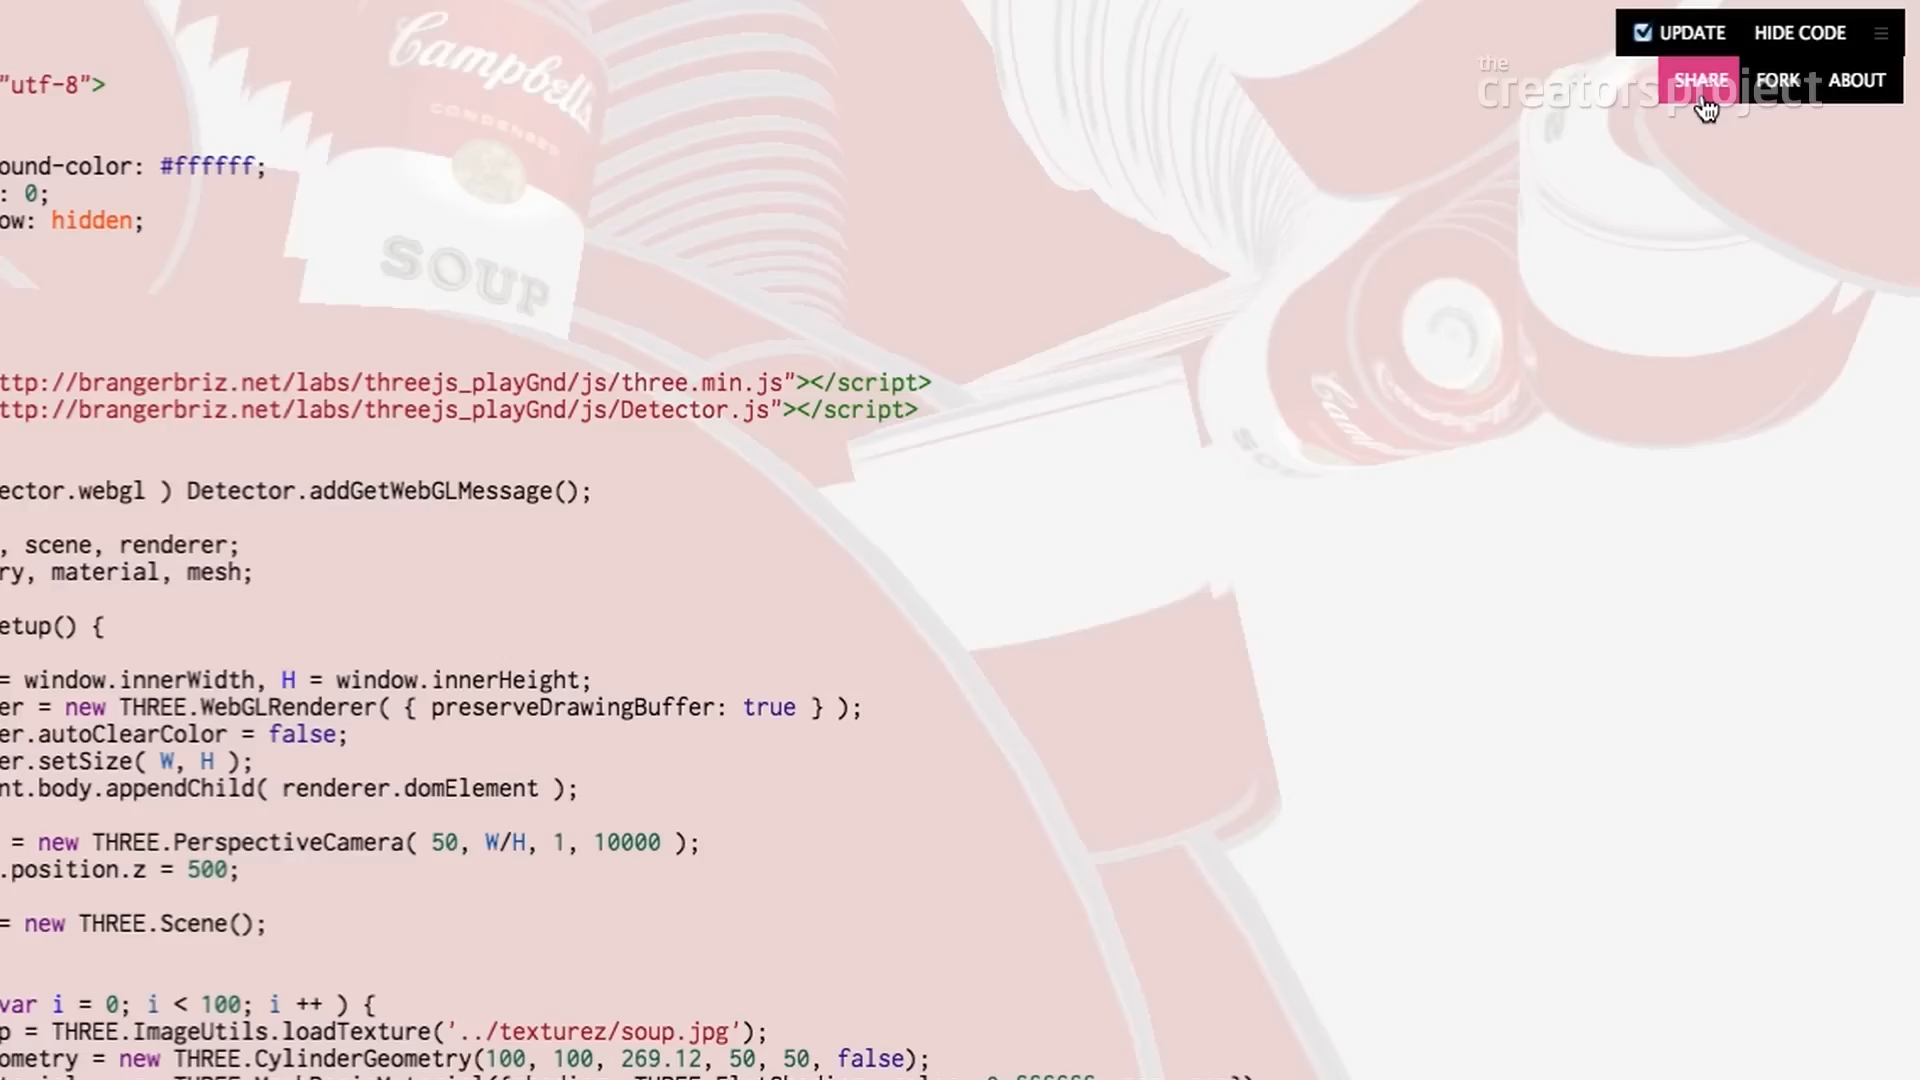 UPDATE HIDE CODE
SHARE FORK ABOUT
the
creatorsproject
Campbell's
CONDENSED
SOUP
"utf-8">
ound-color: #ffffff;
: 0;
ow: hidden;
ttp://brangerbriz.net/labs/threejs_playGnd/js/three.min.js"></script>
ttp://brangerbriz.net/labs/threejs_playGnd/js/Detector.js"></script>
ector.webgl ) Detector.addGetWebGLMessage();
, scene, renderer;
ry, material, mesh;
etup() {
= window.innerWidth, H = window.innerHeight;
er = new THREE.WebGLRenderer( { preserveDrawingBuffer: true } );
er.autoClearColor = false;
er.setSize( W, H );
nt.body.appendChild( renderer.domElement );
= new THREE.PerspectiveCamera( 50, W/H, 1, 10000 );
.position.z = 500;
= new THREE.Scene();
var i = 0; i < 100; i ++ ) {
p = THREE.ImageUtils.loadTexture('../texturez/soup.jpg');
ometry = new THREE.CylinderGeometry(100, 100, 269.12, 50, 50, false);